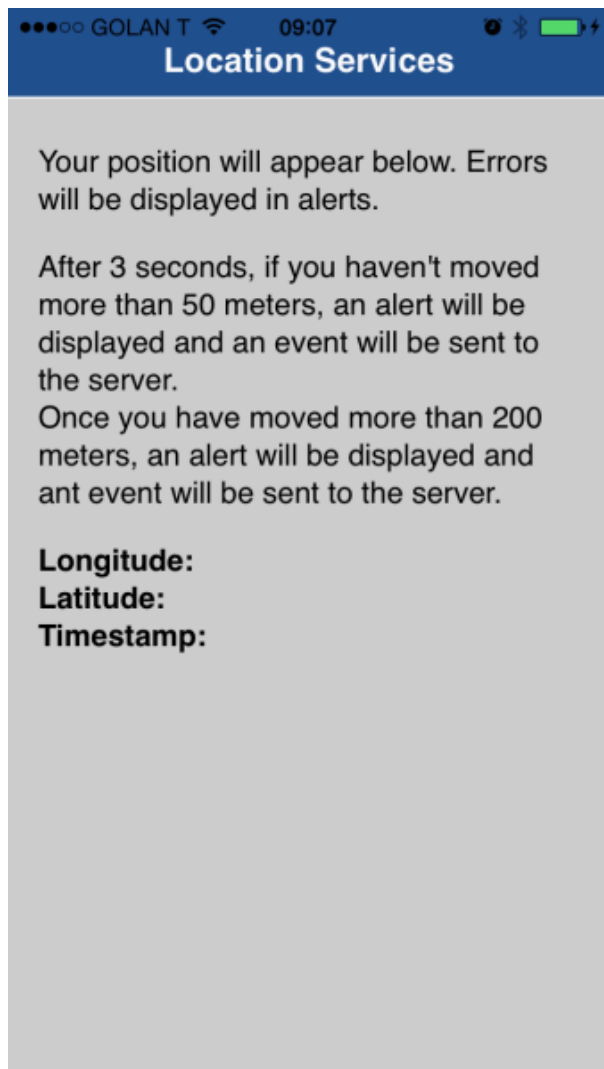 GOLAN T 09:07
Location Services
Your position will appear below. Errors
will be displayed in alerts.
After 3 seconds, if you haven't moved
more than 50 meters, an alert will be
displayed and an event will be sent to
the server.
Once you have moved more than 200
meters, an alert will be displayed and
ant event will be sent to the server.
Longitude:
Latitude:
Timestamp: